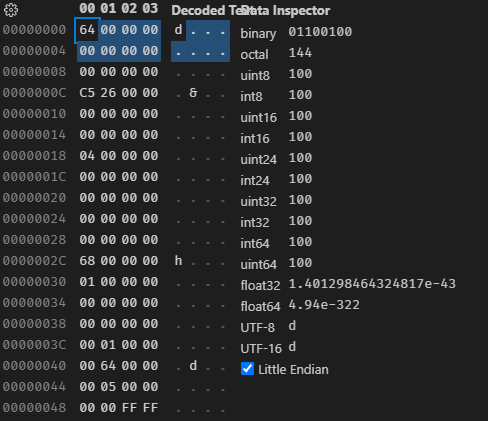 00 01 02 03 Decoded Text Data Inspector
00000000 64 00 00 00 d . . . binary 01100100
00000004 00 00 00 00 . . . . octal 144
00000008 00 00 00 00 . . . . uint8 100
0000000C C5 26 00 00 . & . . int8 100
00000010 00 00 00 00 . . . . uint16 100
00000014 00 00 00 00 . . . . int16 100
00000018 04 00 00 00 . . . . uint24 100
0000001C 00 00 00 00 . . . . int24 100
00000020 00 00 00 00 . . . . uint32 100
00000024 00 00 00 00 . . . . int32 100
00000028 00 00 00 00 . . . . int64 100
0000002C 68 00 00 00 h . . . uint64 100
00000030 01 00 00 00 . . . . float32 1.401298464324817e-43
00000034 00 00 00 00 . . . . float64 4.94e-322
00000038 00 00 00 00 . . . . UTF-8 d
0000003C 00 01 00 00 . . . . UTF-16 d
00000040 00 64 00 00 . d . . Little Endian
00000044 00 05 00 00 . . . .
00000048 00 00 FF FF . . . .